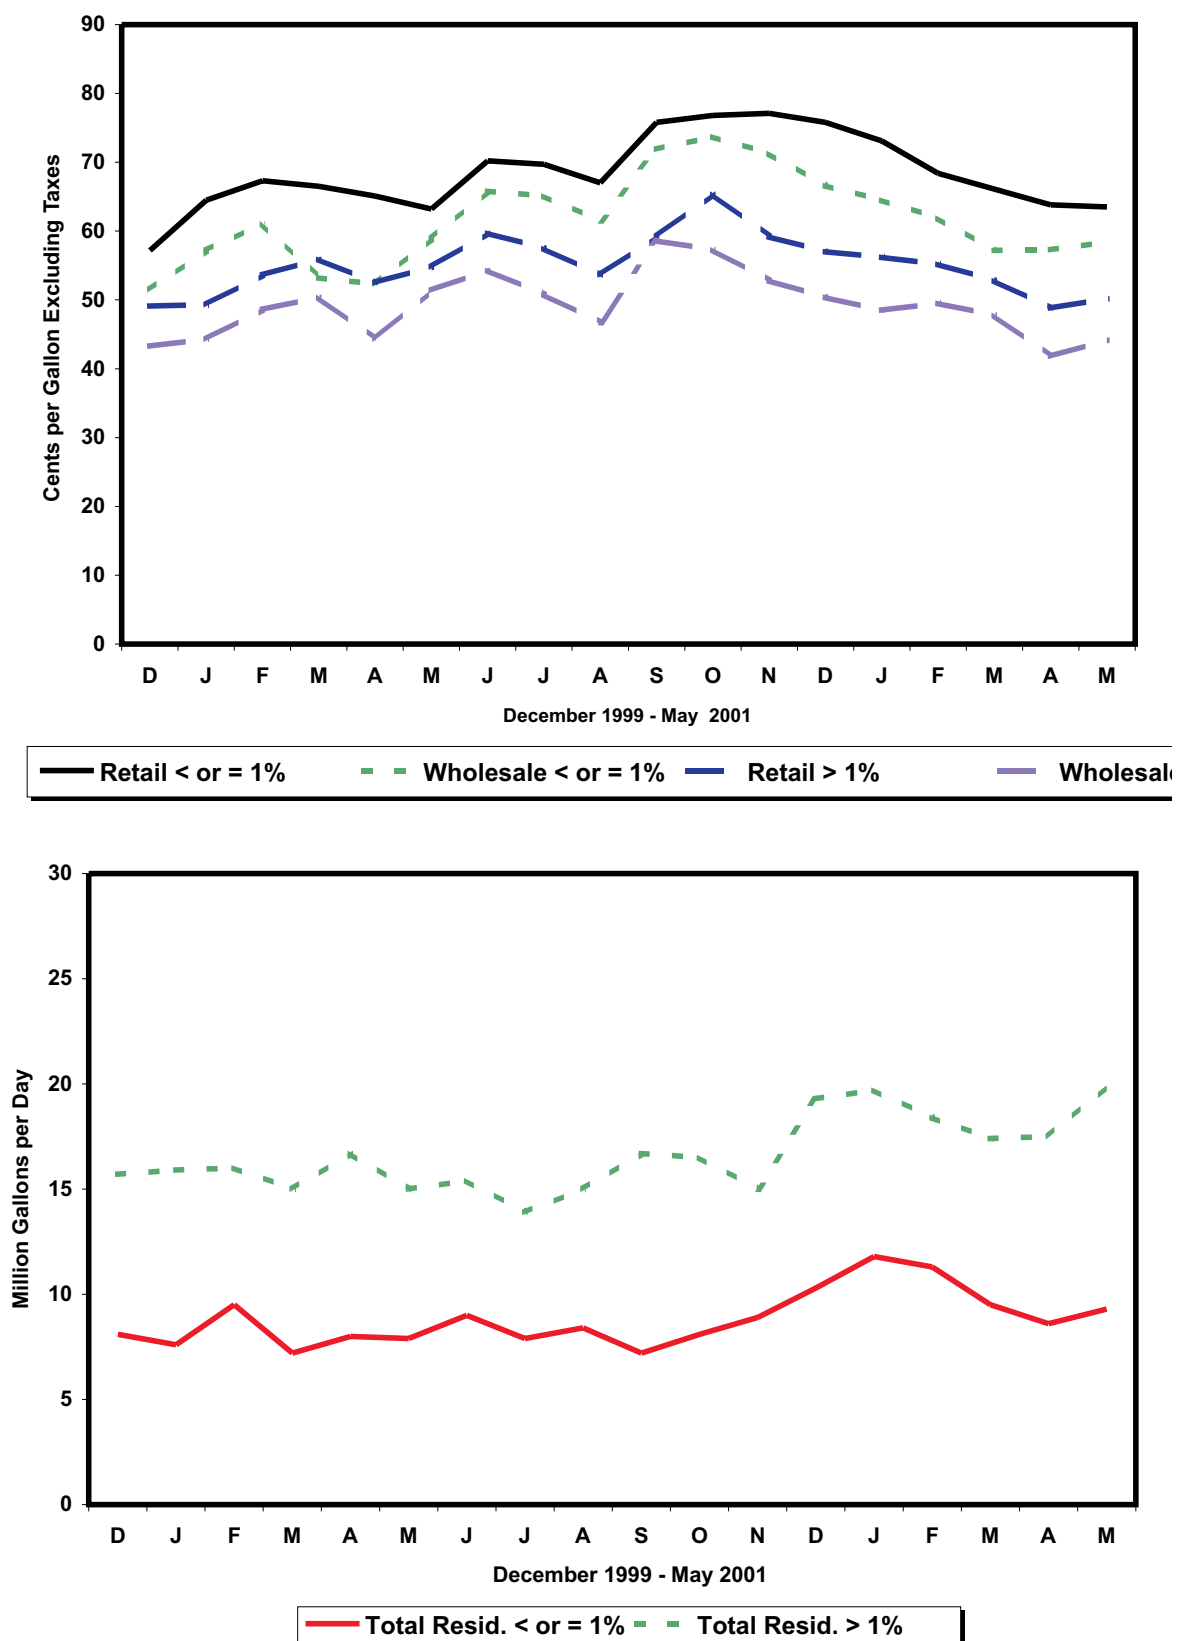 90
80
70
60
50
40
30
20
10
0
Cents per Gallon Excluding Taxes
D J F M A M J J A S O N D J F M A M
December 1999 - May 2001
Retail < or = 1% Wholesale < or = 1% Retail > 1% Wholesale
30
25
20
15
10
5
0
Million Gallons per Day
D J F M A M J J A S O N D J F M A M
December 1999 - May 2001
Total Resid. < or = 1% Total Resid. > 1%